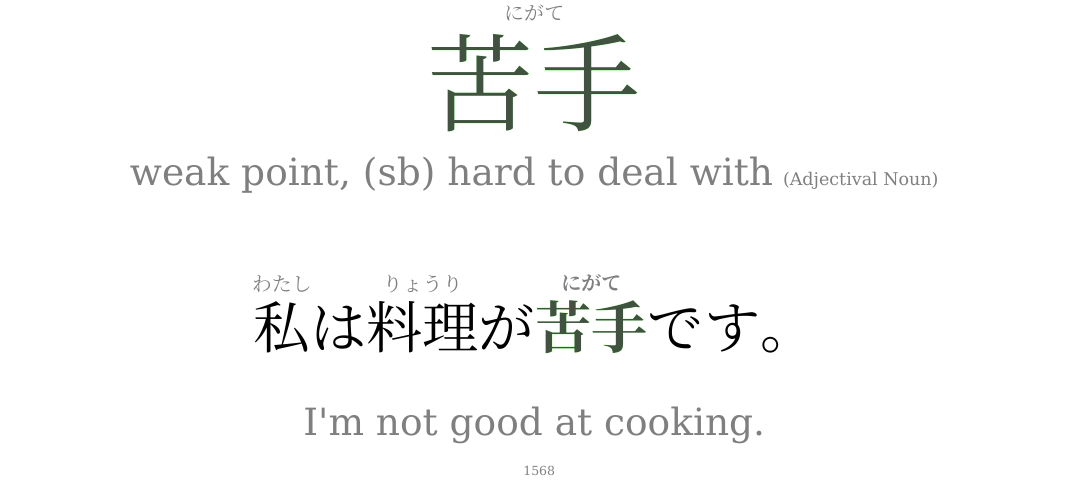 にがて
苦手
weak point, (sb) hard to deal with (Adjectival Noun)
わたし りょうり にがて
私は料理が苦手です。
I'm not good at cooking.
1568